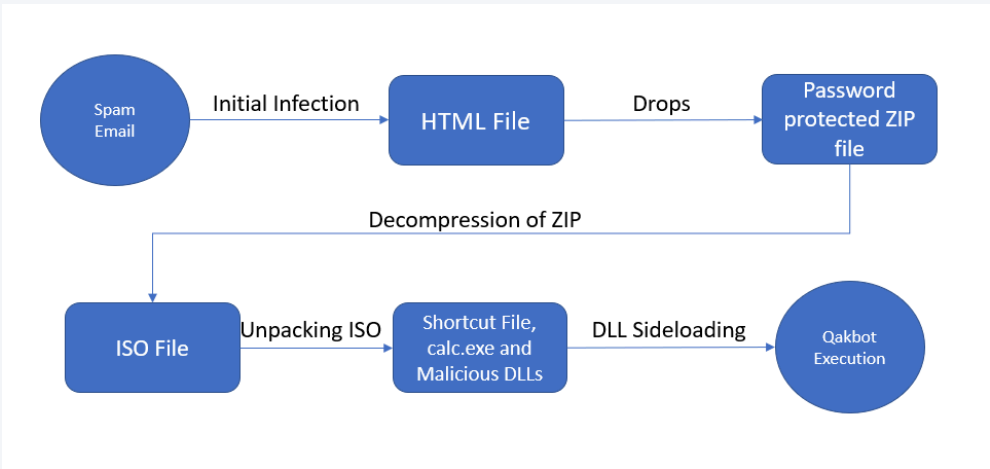 Spam
Email
Initial Infection
HTML File
Drops
Password
protected ZIP
file
Decompression of ZIP
ISO File
Unpacking ISO
Shortcut File,
calc.exe and
Malicious DLLs
DLL Sideloading
Qakbot
Execution